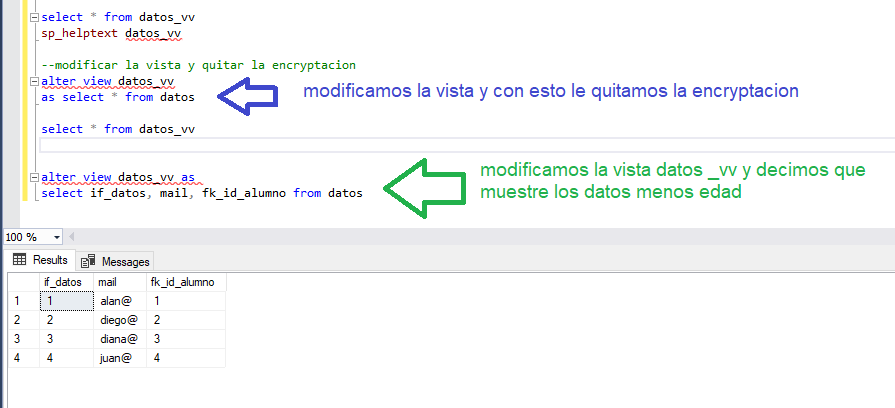 select * from datos_vv
sp_helptext datos_vv
--modificar la vista y quitar la encryptacion
alter view datos_vv
as select * from datos
modificamos la vista y con esto le quitamos la encryptacion
select * from datos_vv
alter view datos_vv as
select if_datos, mail, fk_id_alumno from datos
modificamos la vista datos _vv y decimos que
muestre los datos menos edad
100 %
Results Messages
if_datos mail fk_id_alumno
1 1 alan@ 1
2 2 diego@ 2
3 3 diana@ 3
4 4 juan@ 4